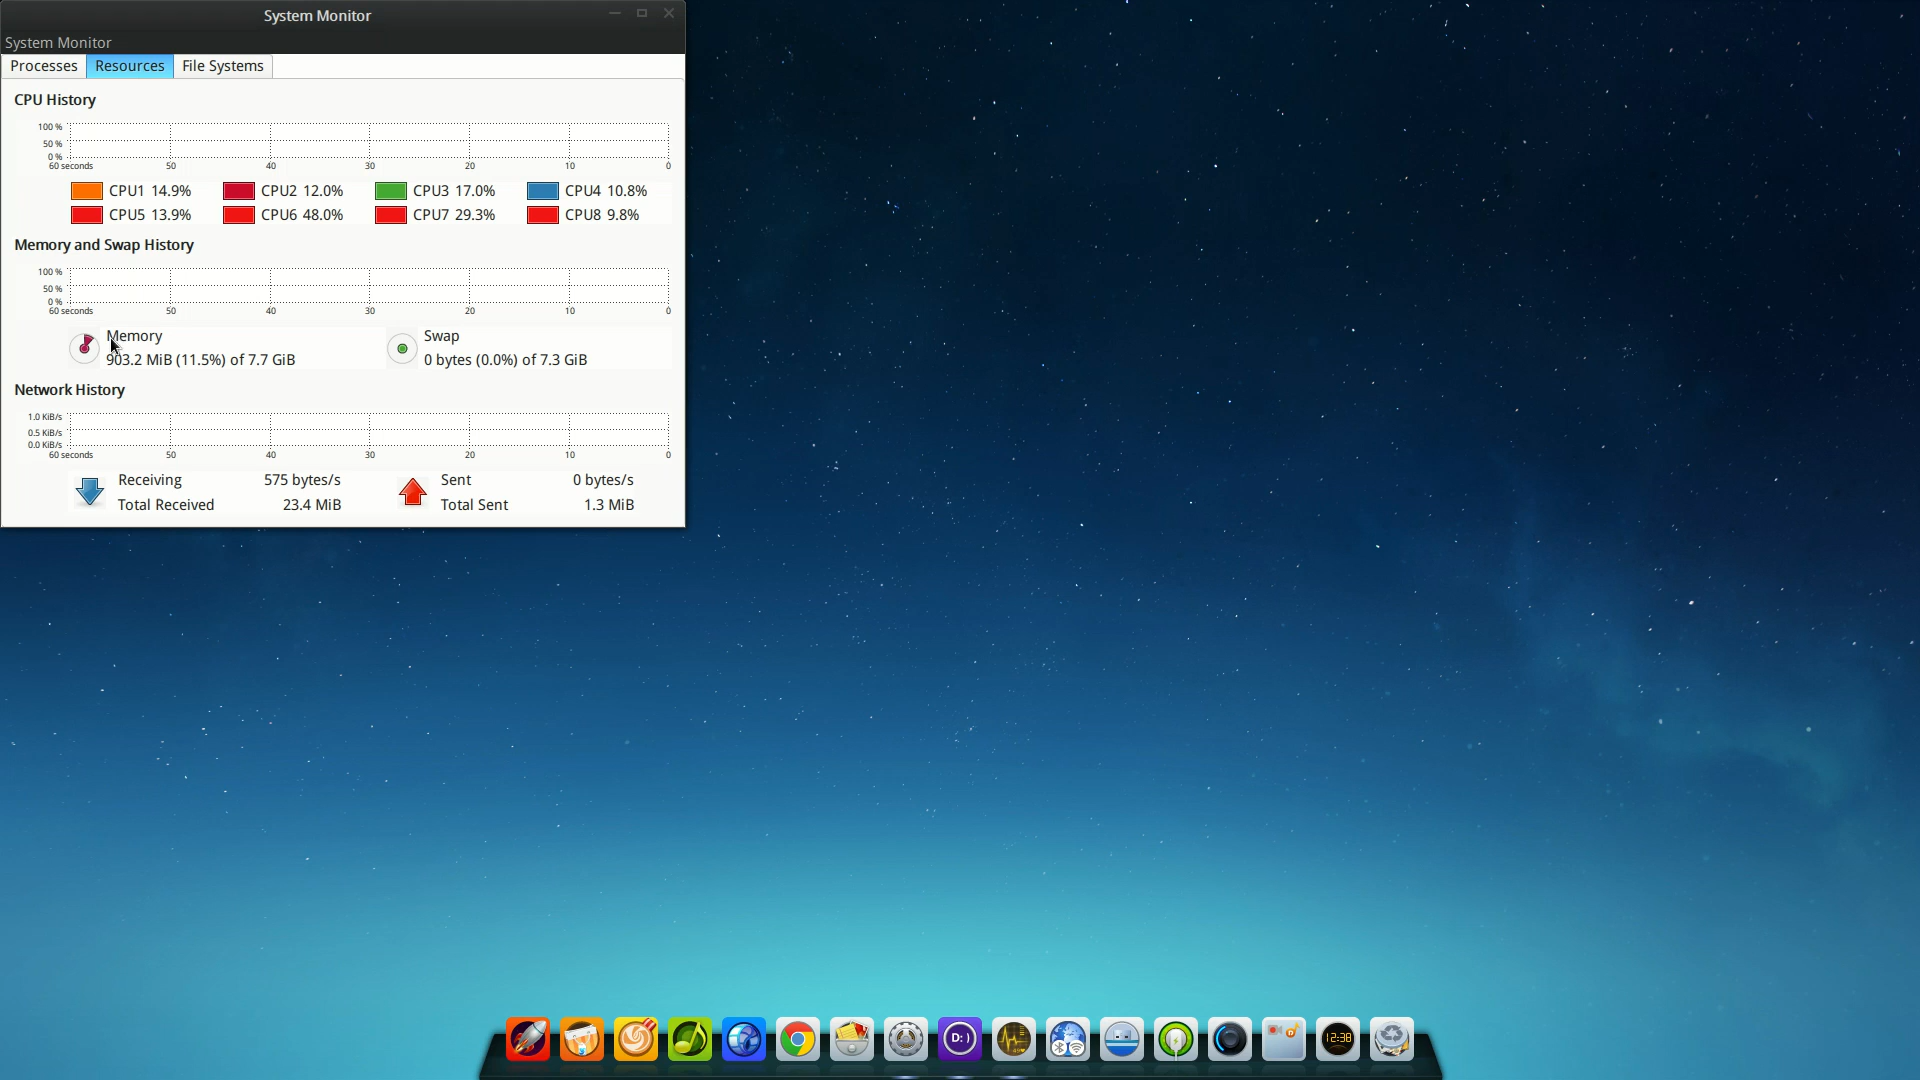 System Monitor
System Monitor
Processes Resources File Systems
CPU History
100 %
50 %
0 %
60 seconds 50 40 30 20 10 0
CPU1 14.9% CPU2 12.0% CPU3 17.0% CPU4 10.8%
CPU5 13.9% CPU6 48.0% CPU7 29.3% CPU8 9.8%
Memory and Swap History
100 %
50 %
0 %
60 seconds 50 40 30 20 10 0
Memory Swap
903.2 MiB (11.5%) of 7.7 GiB 0 bytes (0.0%) of 7.3 GiB
Network History
1.0 KiB/s
0.5 KiB/s
0.0 KiB/s
60 seconds 50 40 30 20 10 0
Receiving 575 bytes/s Sent 0 bytes/s
Total Received 23.4 MiB Total Sent 1.3 MiB
D:) 12:38